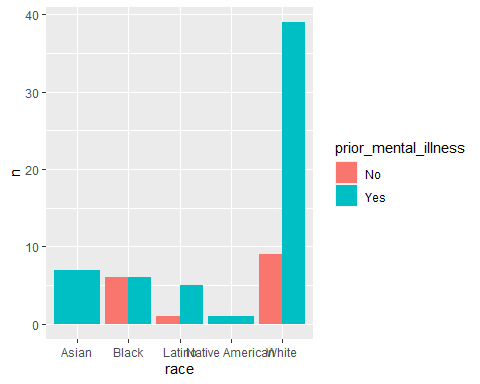 40
30
20
10
0
n
Asian
Black
Latino
Native American
White
race
prior_mental_illness
No
Yes